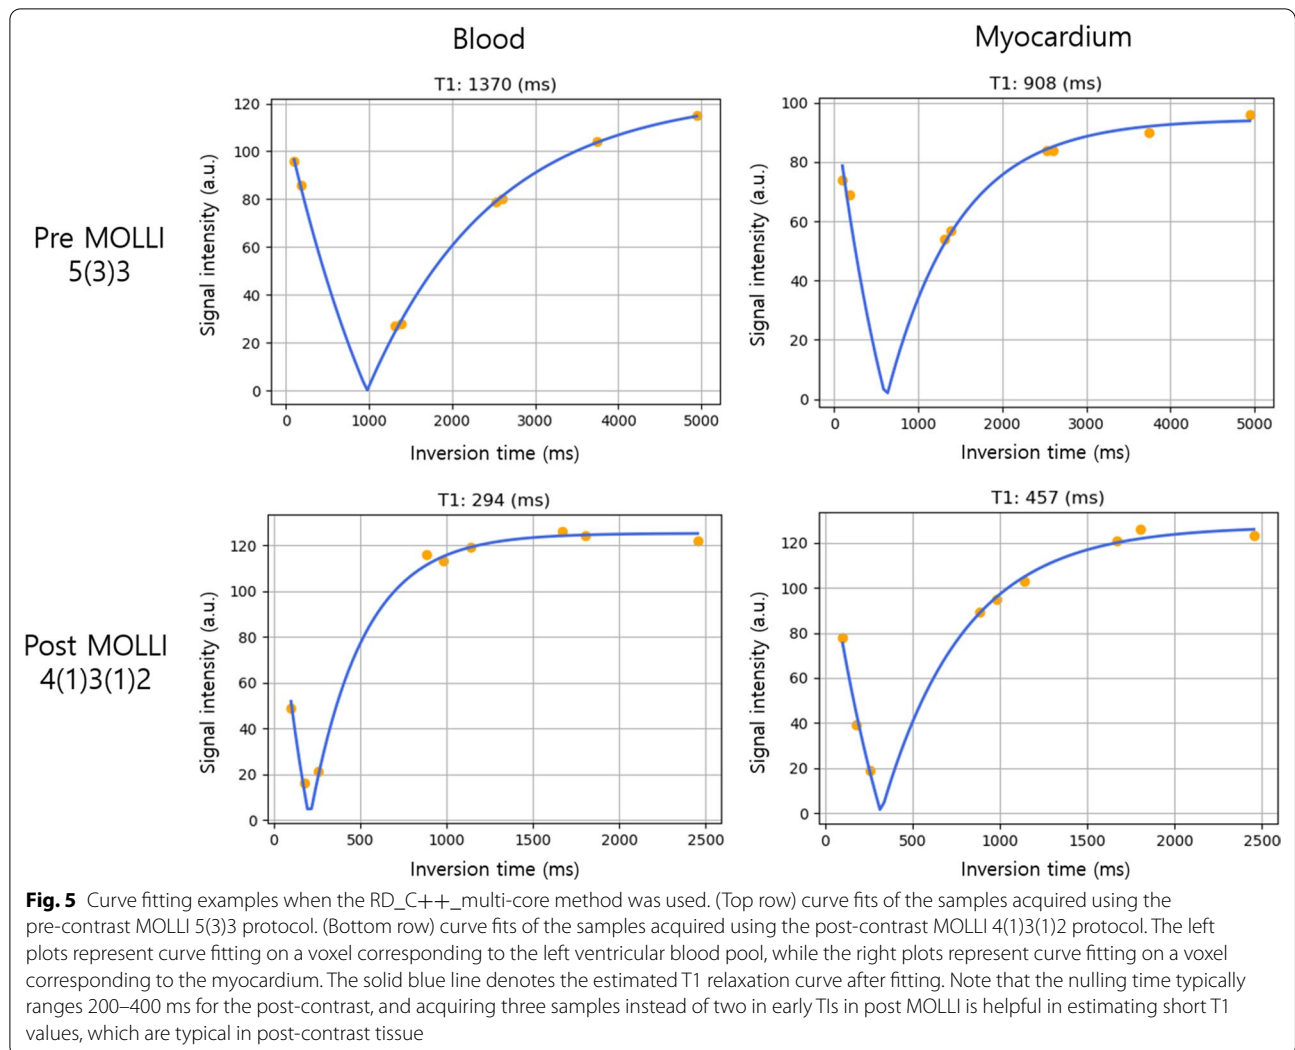 Blood
Myocardium
Pre MOLLI
5(3)3
T1: 1370 (ms)
Signal intensity (a.u.)
120
100
80
60
40
20
0
0 1000 2000 3000 4000 5000
Inversion time (ms)
T1: 908 (ms)
Signal intensity (a.u.)
100
80
60
40
20
0
0 1000 2000 3000 4000 5000
Inversion time (ms)
Post MOLLI
4(1)3(1)2
T1: 294 (ms)
Signal intensity (a.u.)
120
100
80
60
40
20
0
0 500 1000 1500 2000 2500
Inversion time (ms)
T1: 457 (ms)
Signal intensity (a.u.)
120
100
80
60
40
20
0
0 500 1000 1500 2000 2500
Inversion time (ms)
Fig. 5 Curve fitting examples when the RD_C++_multi-core method was used. (Top row) curve fits of the samples acquired using the
pre-contrast MOLLI 5(3)3 protocol. (Bottom row) curve fits of the samples acquired using the post-contrast MOLLI 4(1)3(1)2 protocol. The left
plots represent curve fitting on a voxel corresponding to the left ventricular blood pool, while the right plots represent curve fitting on a voxel
corresponding to the myocardium. The solid blue line denotes the estimated T1 relaxation curve after fitting. Note that the nulling time typically
ranges 200–400 ms for the post-contrast, and acquiring three samples instead of two in early TIs in post MOLLI is helpful in estimating short T1
values, which are typical in post-contrast tissue